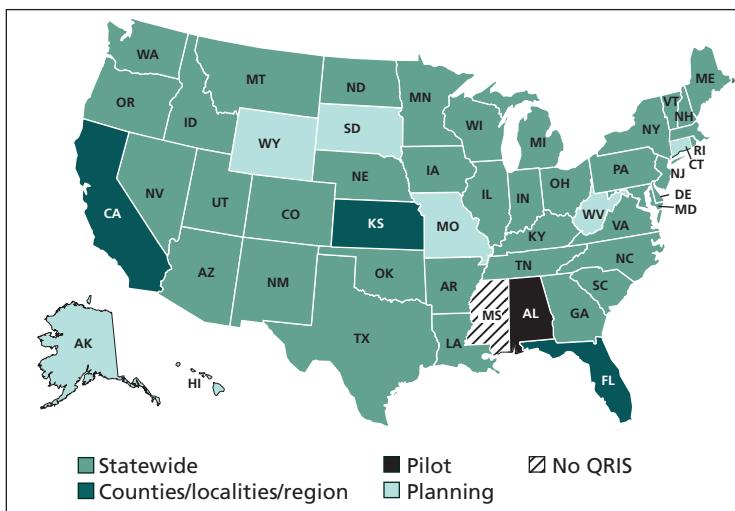 WA
MT
ND
MN
ME
VT
NH
OR
ID
WY
SD
WI
MI
NY
RI
CT
NJ
PA
NE
IA
IL
IN
OH
DE
MD
NV
UT
CO
CA
KS
MO
WV
VA
KY
NC
TN
AZ
NM
OK
AR
SC
MS
AL
GA
TX
LA
AK
HI
FL
Statewide
Pilot
No QRIS
Counties/localities/region
Planning